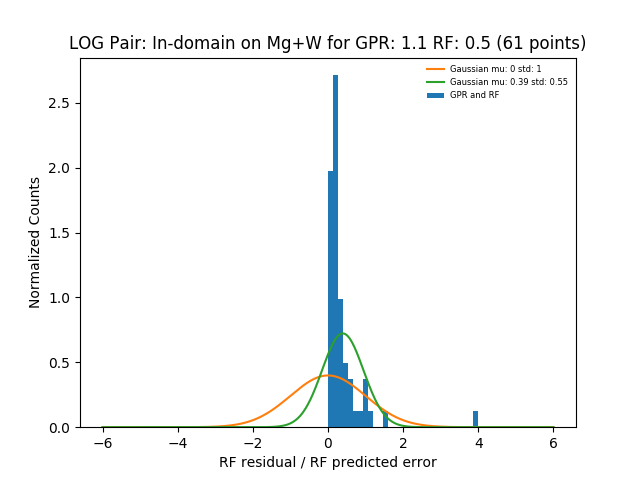 LOG Pair: In-domain on Mg+W for GPR: 1.1 RF: 0.5 (61 points)
Gaussian mu: 0 std: 1
Gaussian mu: 0.39 std: 0.55
GPR and RF
Normalized Counts
2.5
2.0
1.5
1.0
0.5
0.0
−6 −4 −2 0 2 4 6
RF residual / RF predicted error